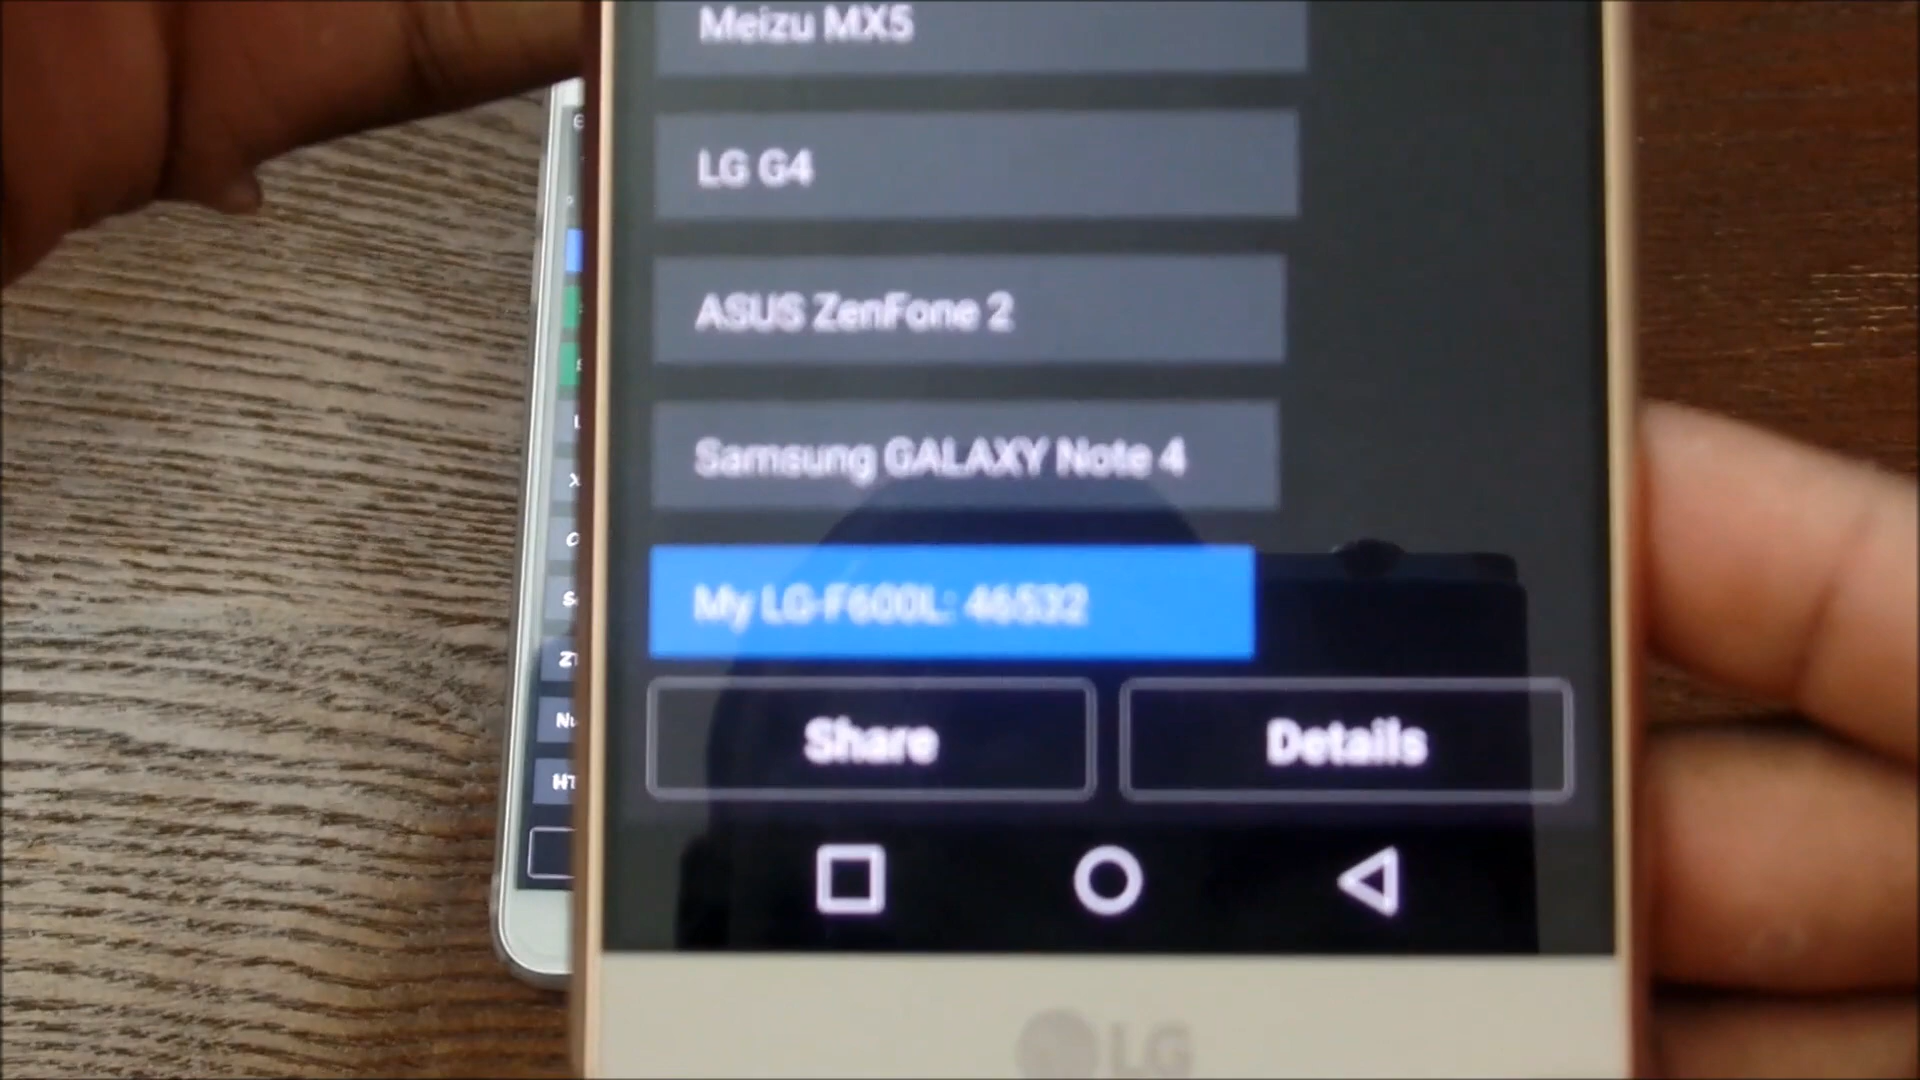 Meizu MX5
LG G4
ASUS ZenFone 2
Samsung GALAXY Note 4
My LG-F600L: 46532
Share
Details
LG